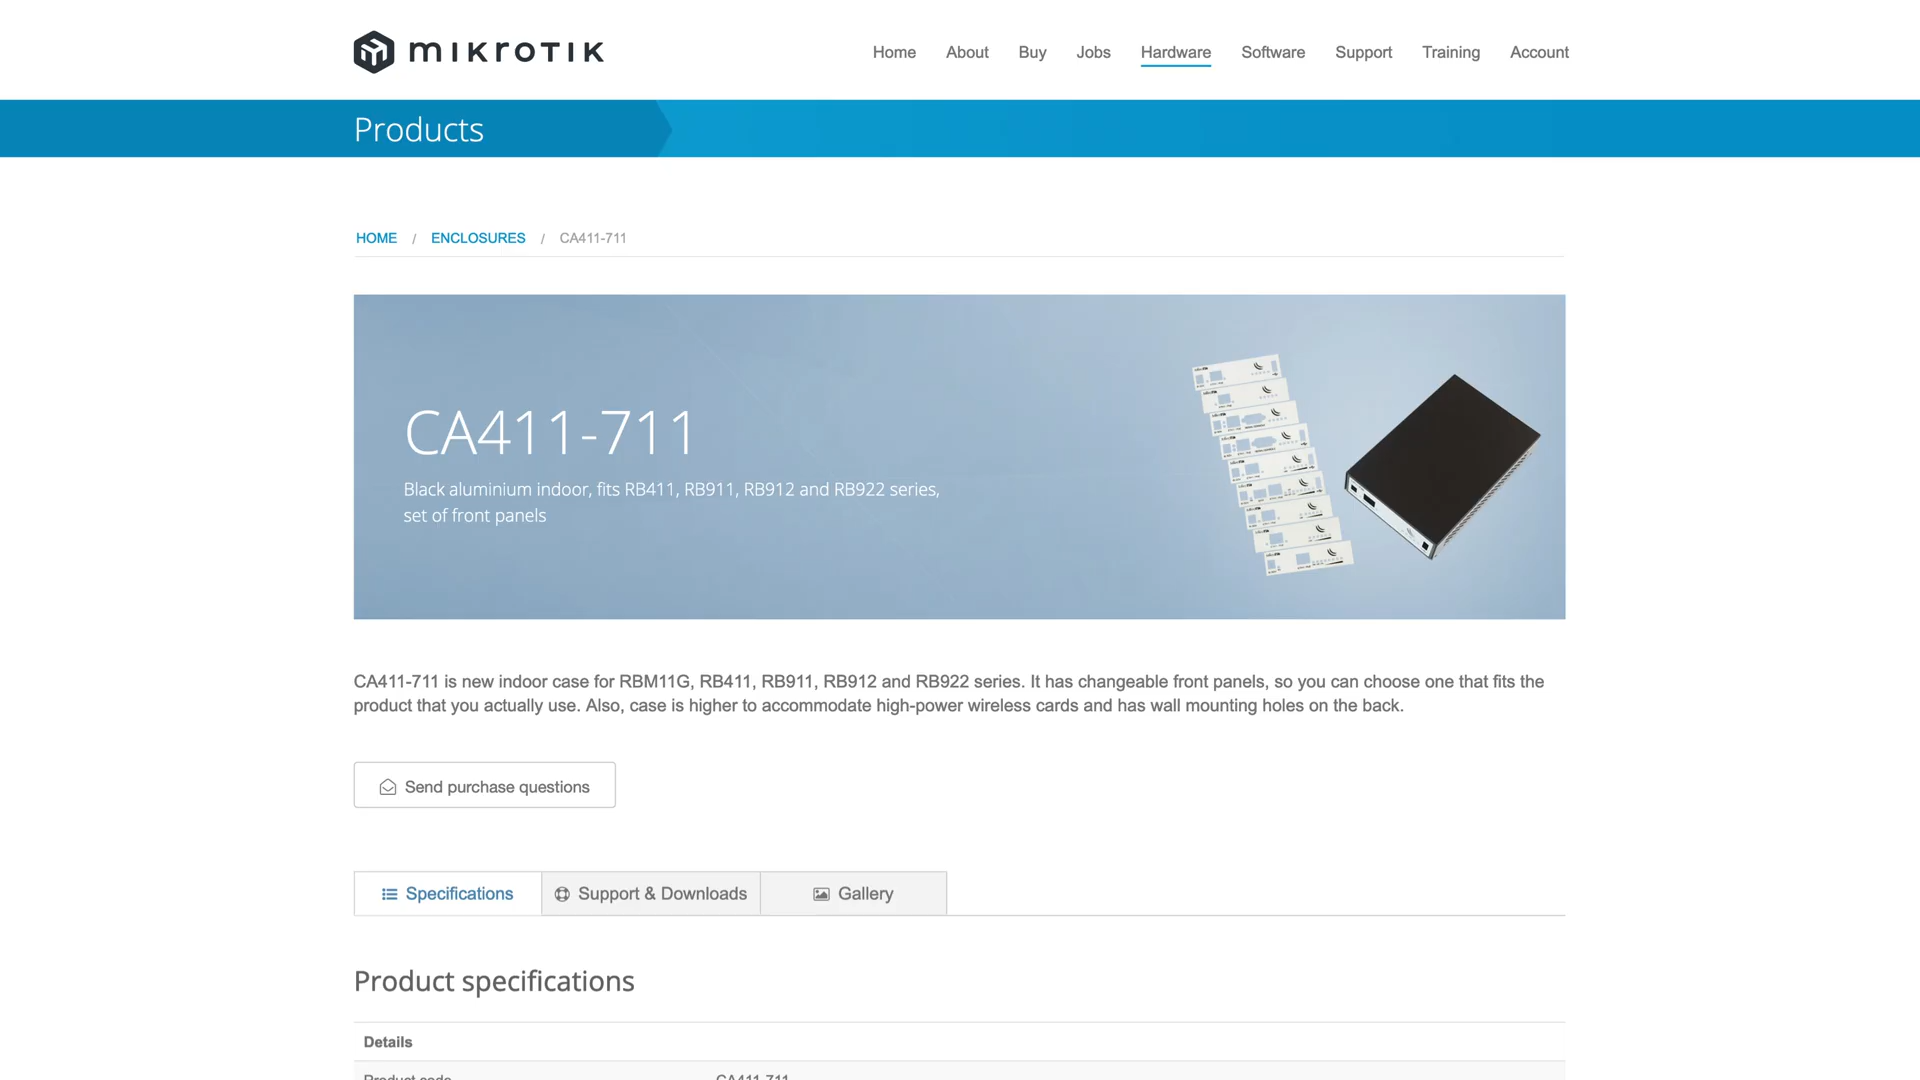 mikroTik
Home About Buy Jobs Hardware Software Support Training Account
Products
HOME / ENCLOSURES / CA411-711
CA411-711
Black aluminium indoor, fits RB411, RB911, RB912 and RB922 series,
set of front panels
CA411-711 is new indoor case for RBM11G, RB411, RB911, RB912 and RB922 series. It has changeable front panels, so you can choose one that fits the
product that you actually use. Also, case is higher to accommodate high-power wireless cards and has wall mounting holes on the back.
Send purchase questions
Specifications Support & Downloads Gallery
Product specifications
Details
Product code CA411-711